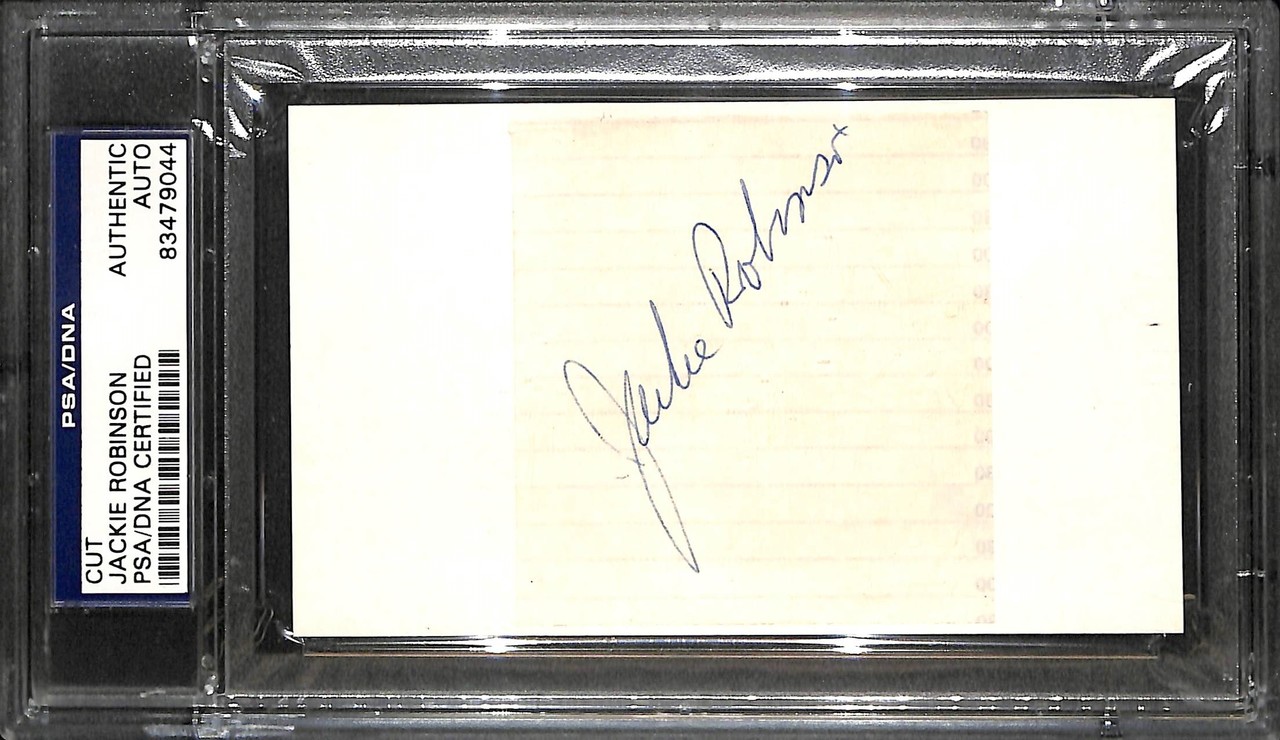 PSA/DNA
CUT
JACKIE ROBINSON AUTHENTIC
PSA/DNA CERTIFIED AUTO
83479044
Jackie Robinson